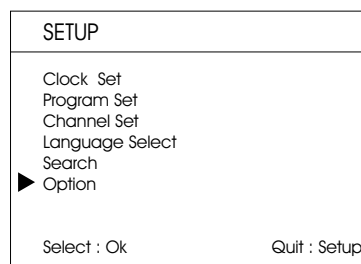 SETUP
Clock Set
Program Set
Channel Set
Language Select
Search
Option
Select : Ok Quit : Setup